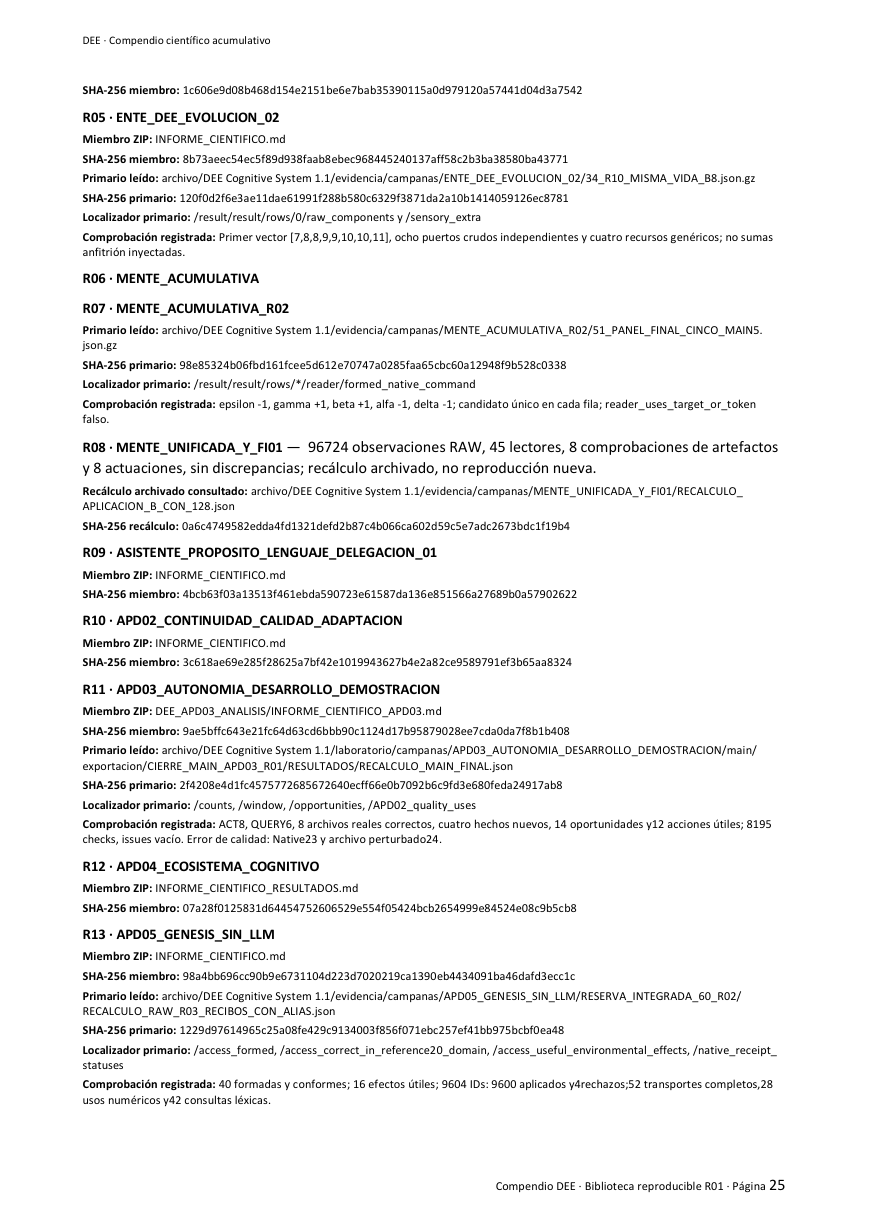 DEE · Compendio científico acumulativo
SHA-256 miembro: 1c606e9d08b468d154e2151be6e7bab35390115a0d979120a57441d04d3a7542
R05 · ENTE_DEE_EVOLUCION_02
Miembro ZIP: INFORME_CIENTIFICO.md
SHA-256 miembro: 8b73aeec54ec5f89d938faab8ebec968445240137aff58c2b3ba38580ba43771
Primario leído: archivo/DEE Cognitive System 1.1/evidencia/campanas/ENTE_DEE_EVOLUCION_02/34_R10_MISMA_VIDA_B8.json.gz
SHA-256 primario: 120f0d2f6e3ae11dae61991f288b580c6329f3871da2a10b1414059126ec8781
Localizador primario: /result/result/rows/0/raw_components y /sensory_extra
Comprobación registrada: Primer vector [7,8,8,9,9,10,10,11], ocho puertos crudos independientes y cuatro recursos genéricos; no sumas
anfitrión inyectadas.
R06 · MENTE_ACUMULATIVA
R07 · MENTE_ACUMULATIVA_R02
Primario leído: archivo/DEE Cognitive System 1.1/evidencia/campanas/MENTE_ACUMULATIVA_R02/51_PANEL_FINAL_CINCO_MAIN5.
json.gz
SHA-256 primario: 98e85324b06fbd161fcee5d612e70747a0285faa65cbc60a12948f9b528c0338
Localizador primario: /result/result/rows/*/reader/formed_native_command
Comprobación registrada: epsilon -1, gamma +1, beta +1, alfa -1, delta -1; candidato único en cada fila; reader_uses_target_or_token
falso.
R08 · MENTE_UNIFICADA_Y_FI01 — 96724 observaciones RAW, 45 lectores, 8 comprobaciones de artefactos
y 8 actuaciones, sin discrepancias; recálculo archivado, no reproducción nueva.
Recálculo archivado consultado: archivo/DEE Cognitive System 1.1/evidencia/campanas/MENTE_UNIFICADA_Y_FI01/RECALCULO_
APLICACION_B_CON_128.json
SHA-256 recálculo: 0a6c4749582edda4fd1321defd2b87c4b066ca602d59c5e7adc2673bdc1f19b4
R09 · ASISTENTE_PROPOSITO_LENGUAJE_DELEGACION_01
Miembro ZIP: INFORME_CIENTIFICO.md
SHA-256 miembro: 4bcb63f03a13513f461ebda590723e61587da136e851566a27689b0a57902622
R10 · APD02_CONTINUIDAD_CALIDAD_ADAPTACION
Miembro ZIP: INFORME_CIENTIFICO.md
SHA-256 miembro: 3c618ae69e285f28625a7bf42e1019943627b4e2a82ce9589791ef3b65aa8324
R11 · APD03_AUTONOMIA_DESARROLLO_DEMOSTRACION
Miembro ZIP: DEE_APD03_ANALISIS/INFORME_CIENTIFICO_APD03.md
SHA-256 miembro: 9ae5bffc643e21fc64d63cd6bbb90c1124d17b95879028ee7cda0da7f8b1b408
Primario leído: archivo/DEE Cognitive System 1.1/laboratorio/campanas/APD03_AUTONOMIA_DESARROLLO_DEMOSTRACION/main/
exportacion/CIERRE_MAIN_APD03_R01/RESULTADOS/RECALCULO_MAIN_FINAL.json
SHA-256 primario: 2f4208e4d1fc4575772685672640ecff66e0b7092b6c9fd3e680feda24917ab8
Localizador primario: /counts, /window, /opportunities, /APD02_quality_uses
Comprobación registrada: ACT8, QUERY6, 8 archivos reales correctos, cuatro hechos nuevos, 14 oportunidades y12 acciones útiles; 8195
checks, issues vacío. Error de calidad: Native23 y archivo perturbado24.
R12 · APD04_ECOSISTEMA_COGNITIVO
Miembro ZIP: INFORME_CIENTIFICO_RESULTADOS.md
SHA-256 miembro: 07a28f0125831d64454752606529e554f05424bcb2654999e84524e08c9b5cb8
R13 · APD05_GENESIS_SIN_LLM
Miembro ZIP: INFORME_CIENTIFICO.md
SHA-256 miembro: 98a4bb696cc90b9e6731104d223d7020219ca1390eb4434091ba46dafd3ecc1c
Primario leído: archivo/DEE Cognitive System 1.1/evidencia/campanas/APD05_GENESIS_SIN_LLM/RESERVA_INTEGRADA_60_R02/
RECALCULO_RAW_R03_RECIBOS_CON_ALIAS.json
SHA-256 primario: 1229d97614965c25a08fe429c9134003f856f071ebc257ef41bb975bcbf0ea48
Localizador primario: /access_formed, /access_correct_in_reference20_domain, /access_useful_environmental_effects, /native_receipt_
statuses
Comprobación registrada: 40 formadas y conformes; 16 efectos útiles; 9604 IDs: 9600 aplicados y4rechazos;52 transportes completos,28
usos numéricos y42 consultas léxicas.
Compendio DEE · Biblioteca reproducible R01 · Página 25